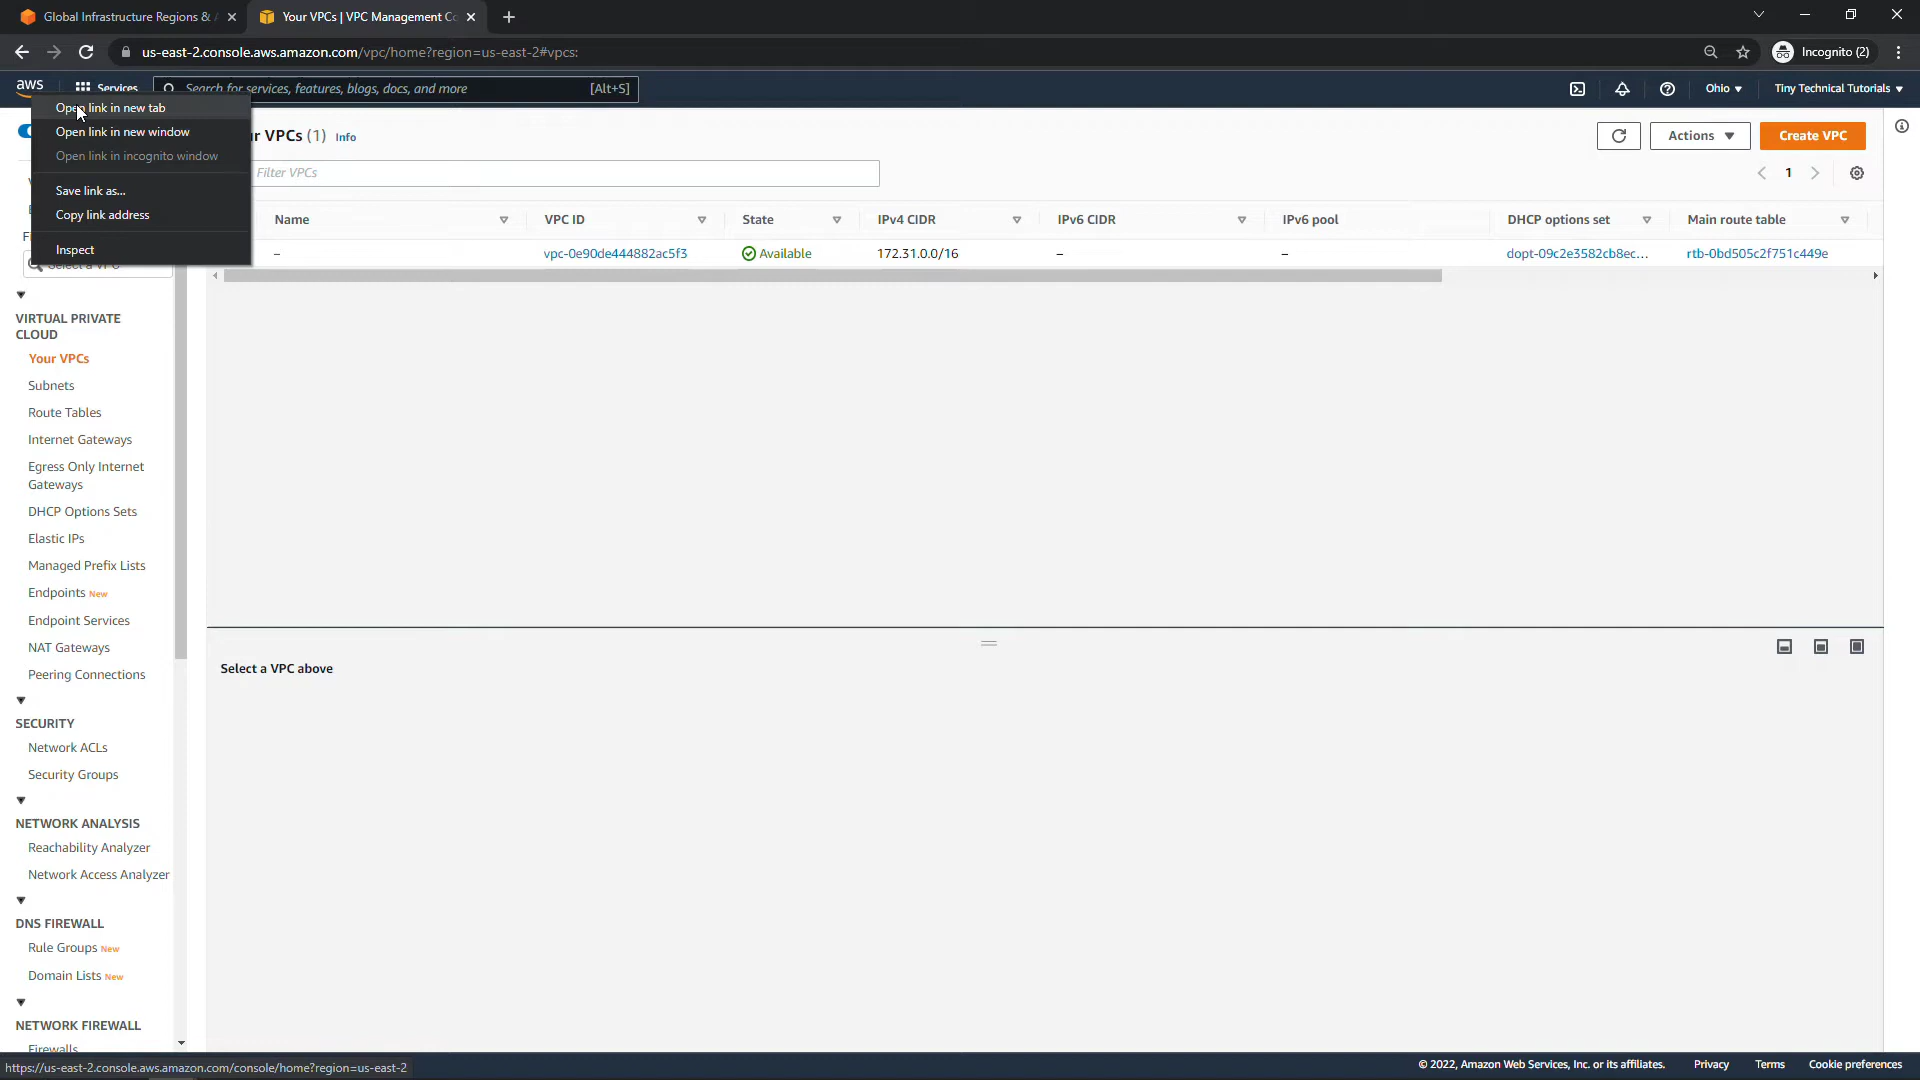 Global Infrastructure Regions &
Your VPCs | VPC Management Co
us-east-2.console.aws.amazon.com/vpc/home?region=us-east-2#vpcs:
Incognito (2)
aws
Services
Search for services, features, blogs, docs, and more
[Alt+S]
Ohio
Tiny Technical Tutorials
Open link in new tab
Open link in new window
Open link in incognito window
Save link as...
Copy link address
Inspect
Select a VPC
ur VPCs (1) Info
Actions
Create VPC
Filter VPCs
1
Name
VPC ID
State
IPv4 CIDR
IPv6 CIDR
IPv6 pool
DHCP options set
Main route table
–
vpc-0e90de444882ac5f3
Available
172.31.0.0/16
–
–
dopt-09c2e3582cb8ec...
rtb-0bd505c2f751c449e
VIRTUAL PRIVATE
CLOUD
Your VPCs
Subnets
Route Tables
Internet Gateways
Egress Only Internet
Gateways
DHCP Options Sets
Elastic IPs
Managed Prefix Lists
Endpoints New
Endpoint Services
NAT Gateways
Peering Connections
SECURITY
Network ACLs
Security Groups
NETWORK ANALYSIS
Reachability Analyzer
Network Access Analyzer
DNS FIREWALL
Rule Groups New
Domain Lists New
NETWORK FIREWALL
Firewalls
Select a VPC above
https://us-east-2.console.aws.amazon.com/console/home?region=us-east-2
© 2022, Amazon Web Services, Inc. or its affiliates.
Privacy
Terms
Cookie preferences